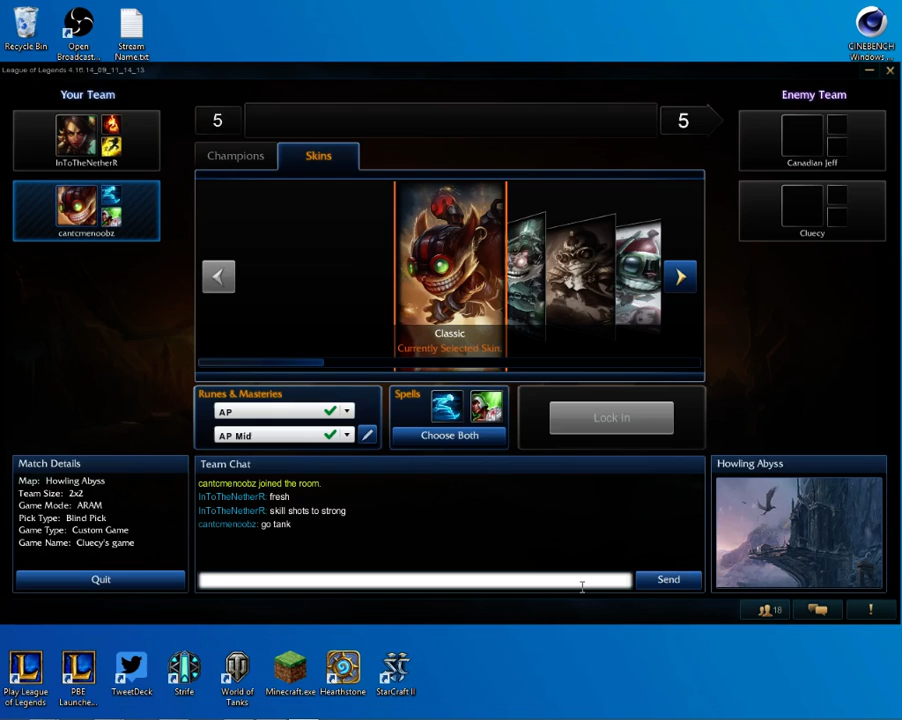 Recycle Bin
Open Broadcast...
Stream Name.txt
CINEBENCH Windows ...
League of Legends 4.16.14_09_11_14_13
Your Team
Enemy Team
5
5
InToTheNetherR
Canadian Jeff
Champions
Skins
cantcmenoobz
Cluecy
Classic
Currently Selected Skin.
Runes & Masteries
AP
AP Mid
Spells
Choose Both
Lock In
Match Details
Map: Howling Abyss
Team Size: 2x2
Game Mode: ARAM
Pick Type: Blind Pick
Game Type: Custom Game
Game Name: Cluecy's game
Quit
Team Chat
cantcmenoobz joined the room.
InToTheNetherR: fresh
InToTheNetherR: skill shots to strong
cantcmenoobz: go tank
Send
Howling Abyss
18
Play League of Legends
PBE Launche...
TweetDeck
Strife
World of Tanks
Minecraft.exe
Hearthstone
StarCraft II